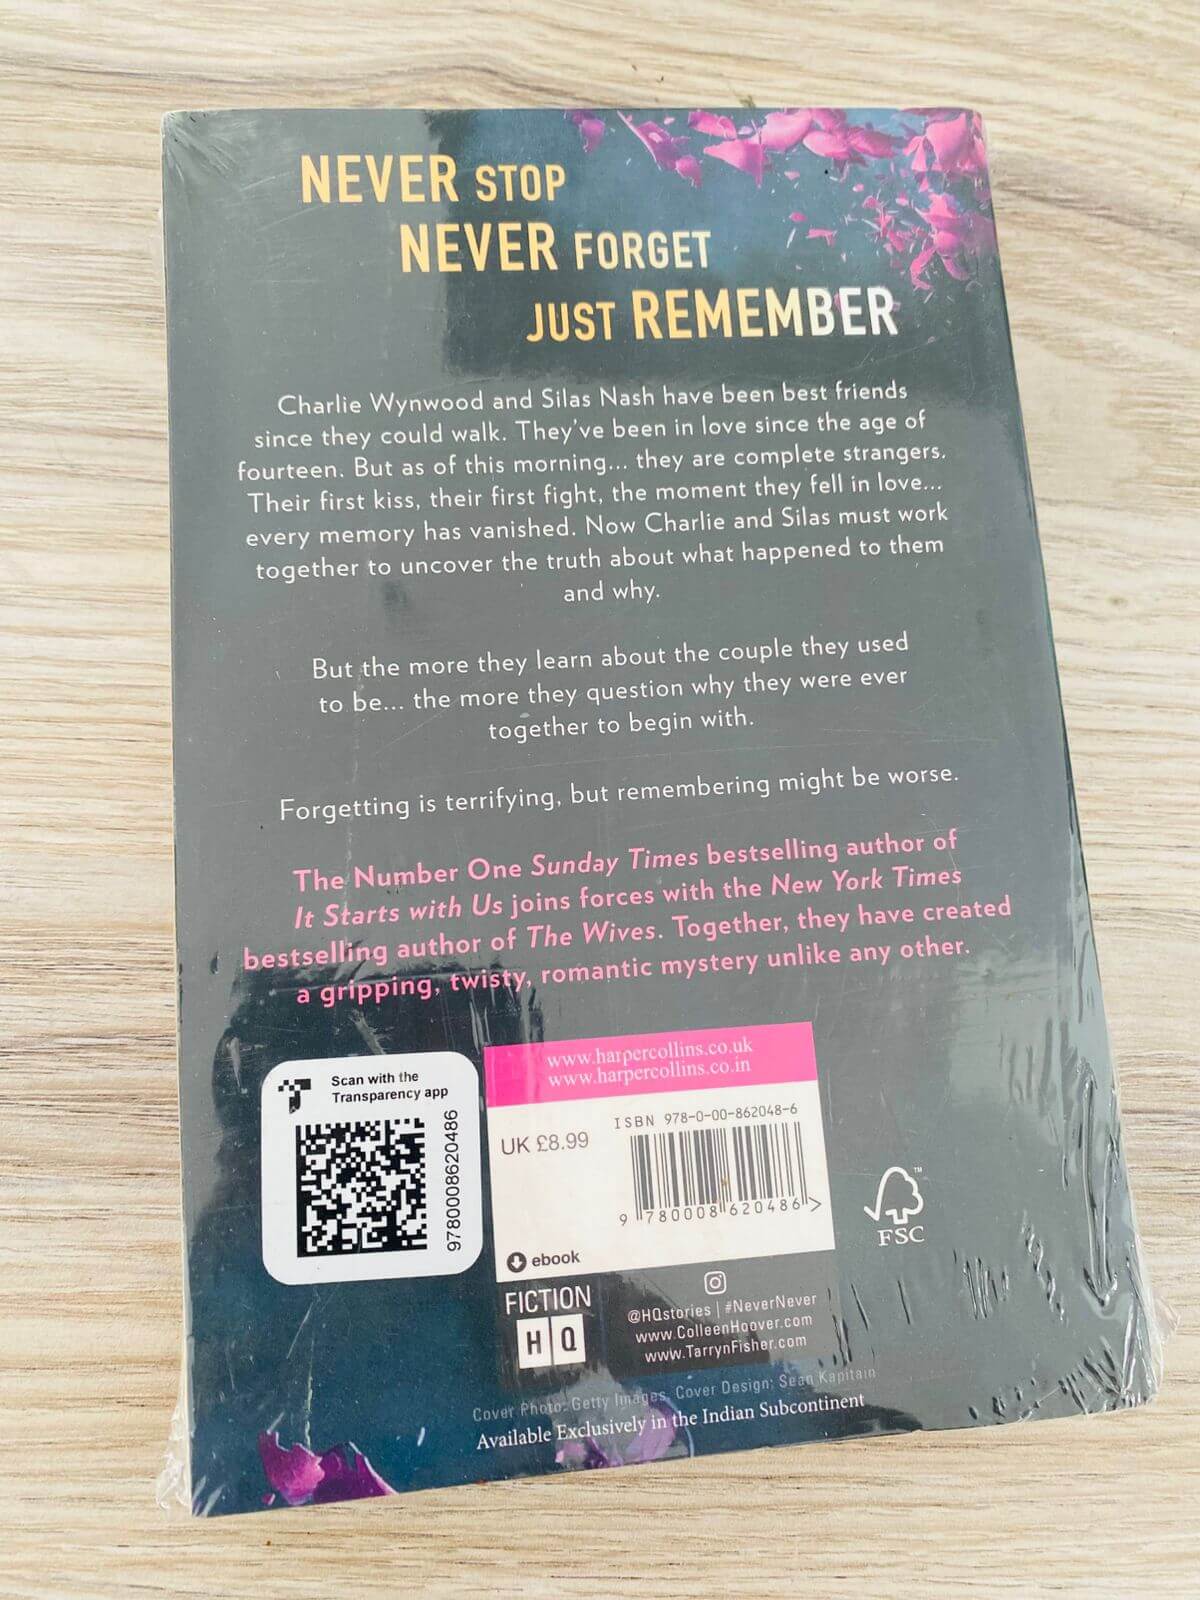 NEVER STOP
NEVER FORGET
JUST REMEMBER
Charlie Wynwood and Silas Nash have been best friends
since they could walk. They've been in love since the age of
fourteen. But as of this morning... they are complete strangers.
Their first kiss, their first fight, the moment they fell in love...
every memory has vanished. Now Charlie and Silas must work
together to uncover the truth about what happened to them
and why.
But the more they learn about the couple they used
to be... the more they question why they were ever
together to begin with.
Forgetting is terrifying, but remembering might be worse.
The Number One Sunday Times bestselling author of
It Starts with Us joins forces with the New York Times
bestselling author of The Wives. Together, they have created
a gripping, twisty, romantic mystery unlike any other.
Scan with the
Transparency app
9780008620486
www.harpercollins.co.uk
www.harpercollins.co.in
ISBN 978-0-00-862048-6
UK £8.99
9 780008 620486 >
ebook
FICTION
HQ
@HQstories | #NeverNever
www.ColleenHoover.com
www.TarrynFisher.com
TM
FSC
Cover Photo: Getty Images, Cover Design: Sean Kapitain
Available Exclusively in the Indian Subcontinent